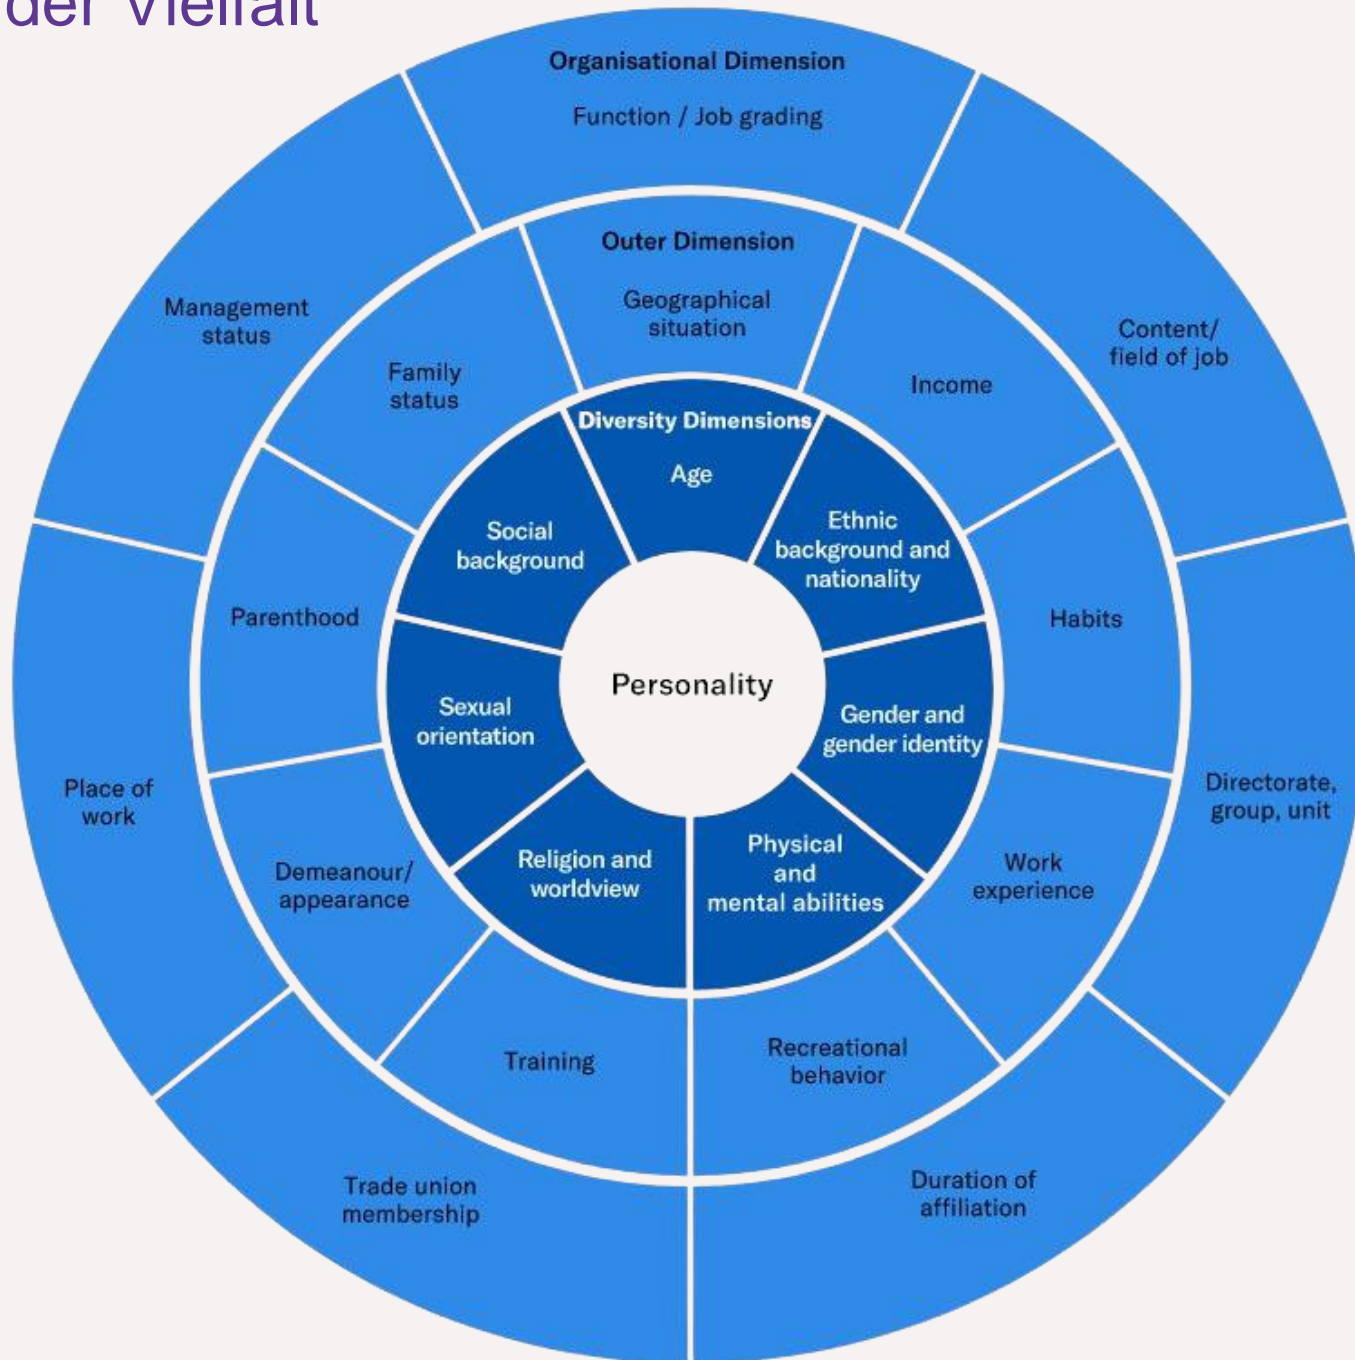 der Vielfalt
Organisational Dimension
Function / Job grading
Content/
field of job
Directorate,
group, unit
Duration of
affiliation
Trade union
membership
Place of
work
Management
status
Outer Dimension
Geographical
situation
Income
Habits
Work
experience
Recreational
behavior
Training
Demeanour/
appearance
Parenthood
Family
status
Diversity Dimensions
Age
Ethnic
background and
nationality
Gender and
gender identity
Physical
and
mental abilities
Religion and
worldview
Sexual
orientation
Social
background
Personality